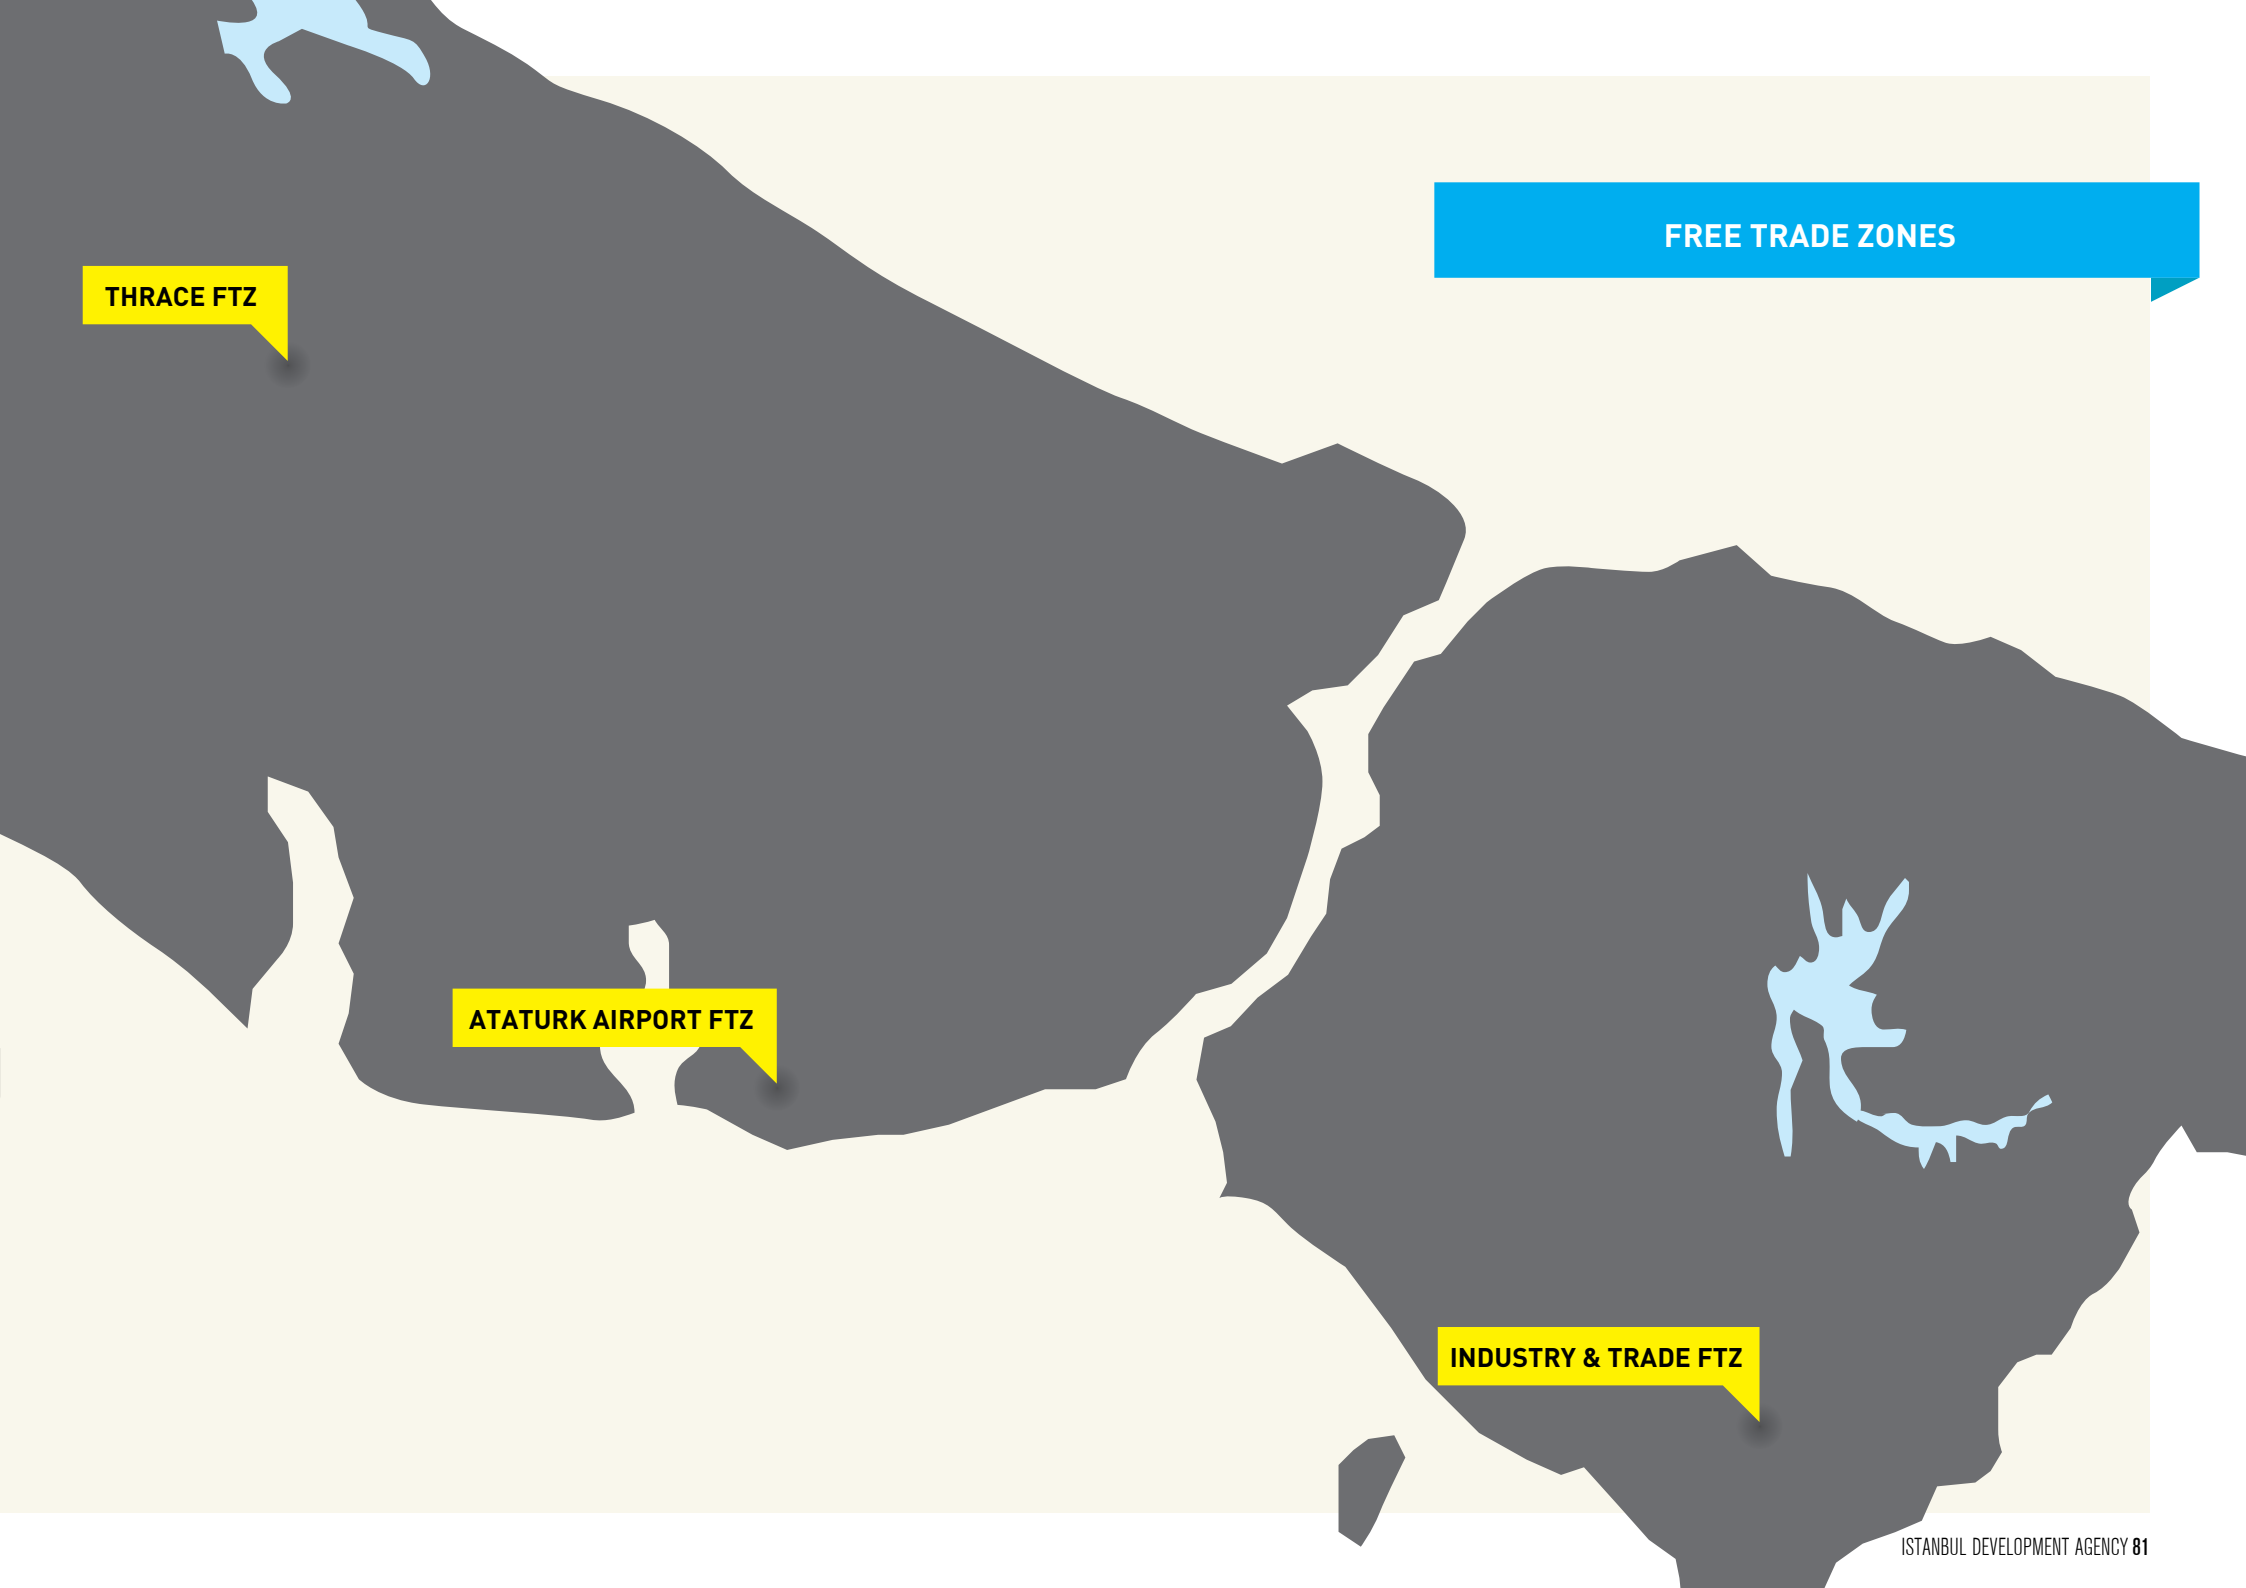 FREE TRADE ZONES
THRACE FTZ
ATATURK AIRPORT FTZ
INDUSTRY & TRADE FTZ
ISTANBUL DEVELOPMENT AGENCY 81